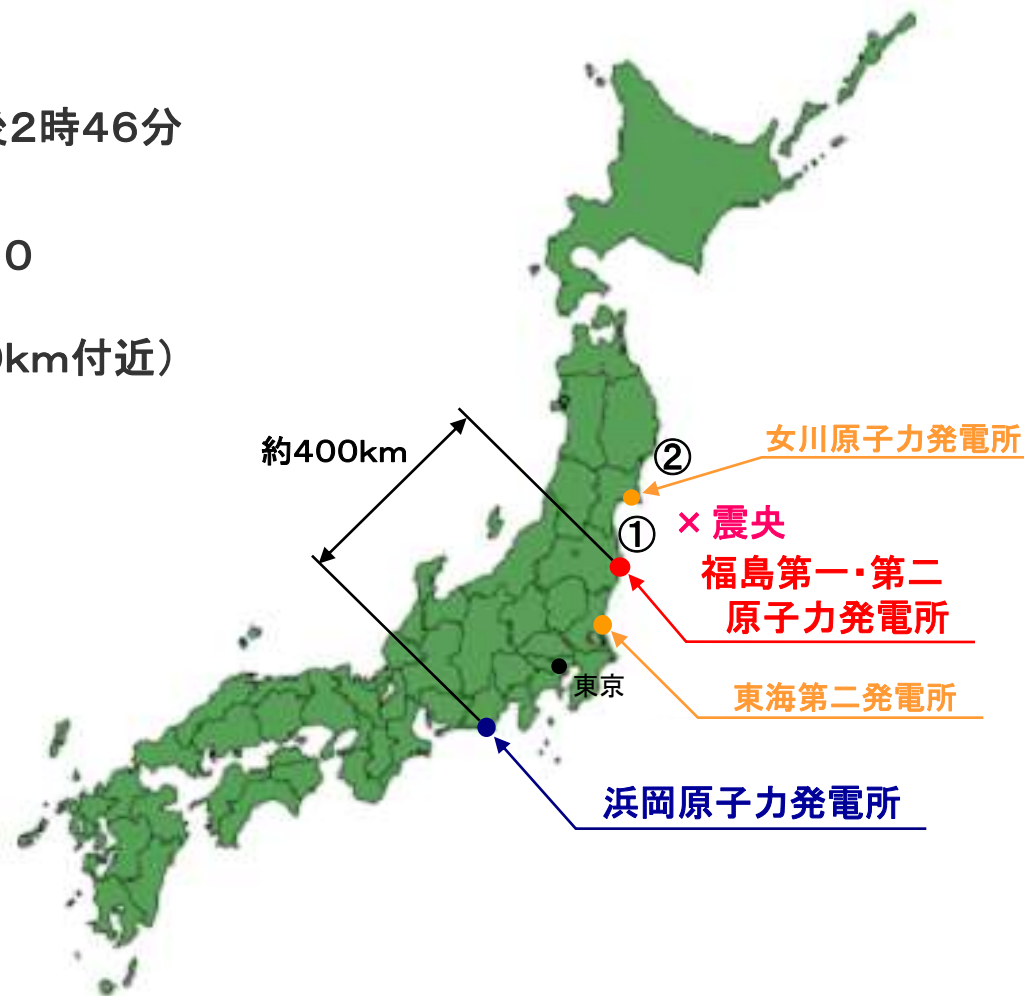 後2時46分
0
0km付近）
約400km
女川原子力発電所
②
①
× 震央
福島第一・第二
原子力発電所
東京
東海第二発電所
浜岡原子力発電所